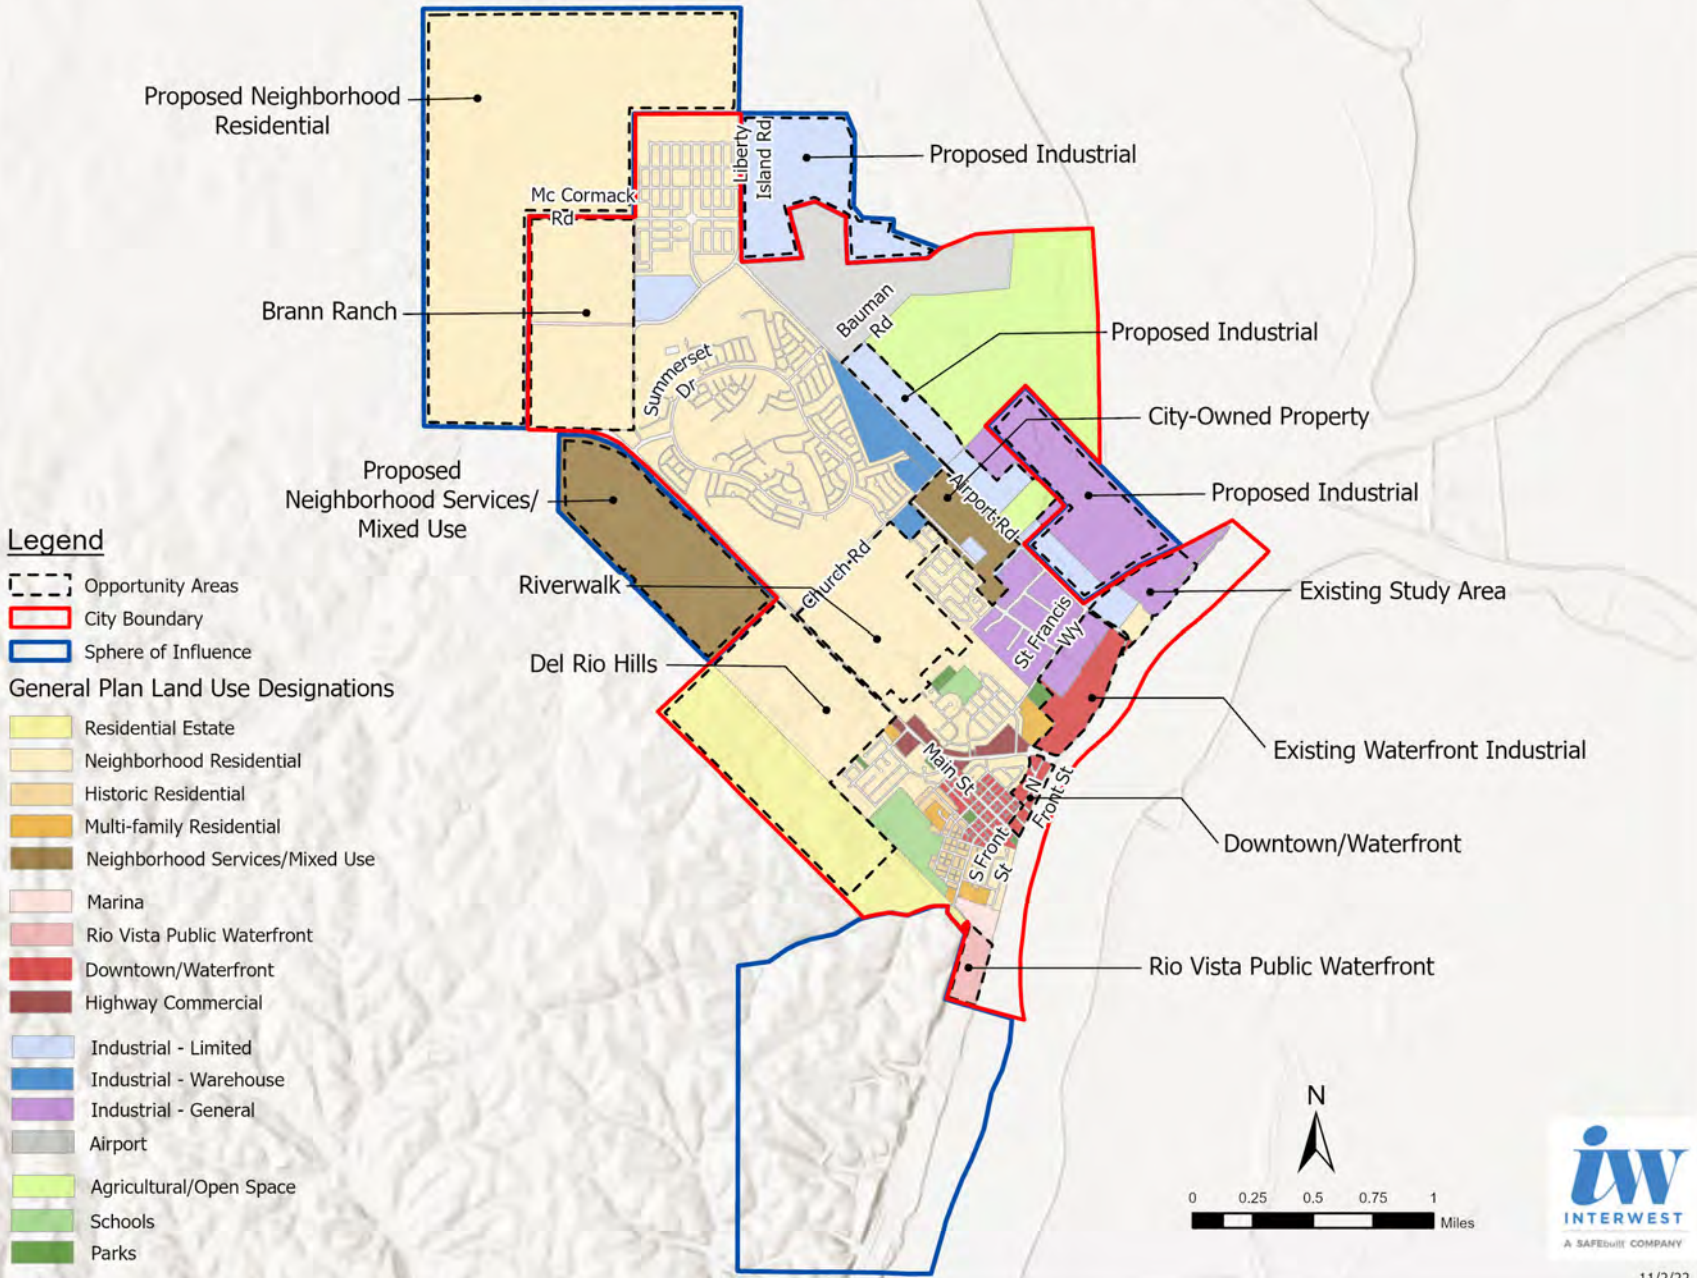 Proposed Neighborhood
Residential
Liberty
Island Rd
Proposed Industrial
Mc Cormack
Rd
Brann Ranch
Bauman
Rd
Proposed Industrial
Summerset
Dr
City-Owned Property
Proposed
Neighborhood Services/
Mixed Use
Airport Rd
Proposed Industrial
Church Rd
Riverwalk
Existing Study Area
St Francis
Wy
Del Rio Hills
Existing Waterfront Industrial
Main St
N
Front St
S Front
St
Downtown/Waterfront
Rio Vista Public Waterfront
Legend
Opportunity Areas
City Boundary
Sphere of Influence
General Plan Land Use Designations
Residential Estate
Neighborhood Residential
Historic Residential
Multi-family Residential
Neighborhood Services/Mixed Use
Marina
Rio Vista Public Waterfront
Downtown/Waterfront
Highway Commercial
Industrial - Limited
Industrial - Warehouse
Industrial - General
Airport
Agricultural/Open Space
Schools
Parks
N
0 0.25 0.5 0.75 1
Miles
iw
INTERWEST
A SAFEbuilt COMPANY